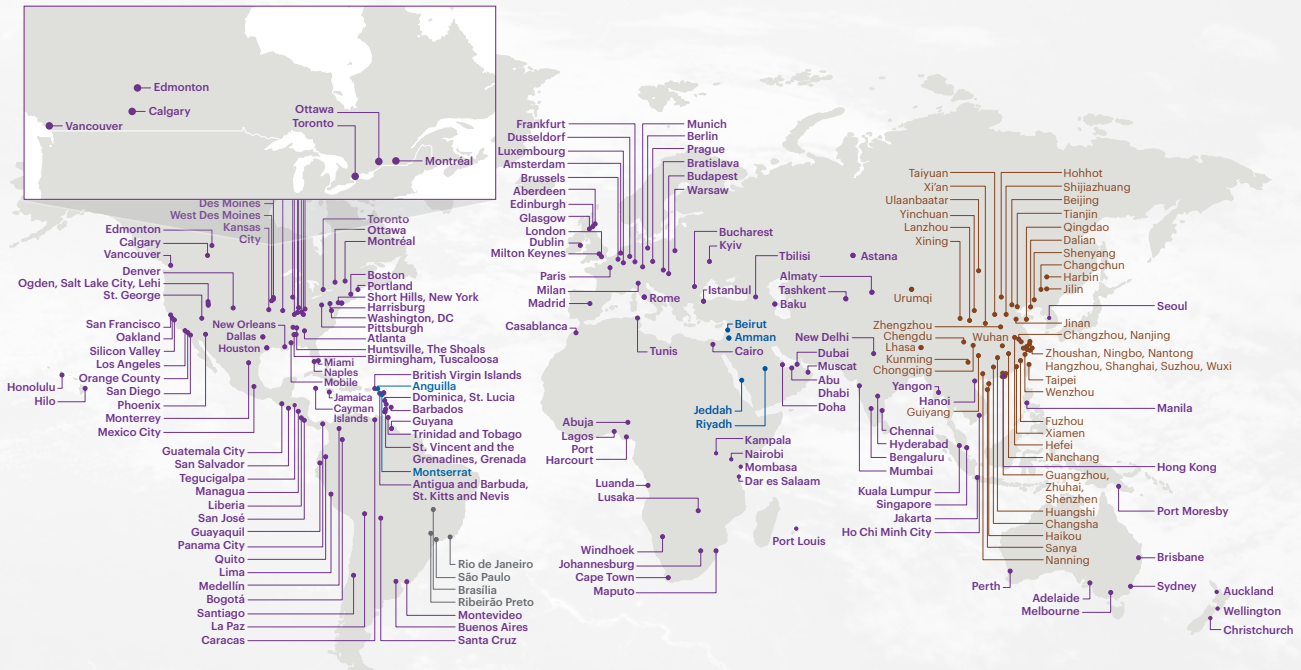 Edmonton
Calgary
Vancouver
Ottawa
Toronto
Montréal
Des Moines
West Des Moines
Kansas
City
Edmonton
Calgary
Vancouver
Denver
Ogden, Salt Lake City, Lehi
St. George
San Francisco
Oakland
Silicon Valley
Los Angeles
Orange County
San Diego
Phoenix
Monterrey
Mexico City
Honolulu
Hilo
New Orleans
Dallas
Houston
Toronto
Ottawa
Montréal
Boston
Portland
Short Hills, New York
Harrisburg
Washington, DC
Pittsburgh
Atlanta
Huntsville, The Shoals
Birmingham, Tuscaloosa
Miami
Naples
Mobile
Jamaica
Cayman
Islands
British Virgin Islands
Anguilla
Dominica, St. Lucia
Barbados
Guyana
Trinidad and Tobago
St. Vincent and the
Grenadines, Grenada
Montserrat
Antigua and Barbuda,
St. Kitts and Nevis
Guatemala City
San Salvador
Tegucigalpa
Managua
Liberia
San José
Guayaquil
Panama City
Quito
Lima
Medellín
Bogotá
Santiago
La Paz
Caracas
Rio de Janeiro
São Paulo
Brasília
Ribeirão Preto
Montevideo
Buenos Aires
Santa Cruz
Frankfurt
Dusseldorf
Luxembourg
Amsterdam
Brussels
Aberdeen
Edinburgh
Glasgow
London
Dublin
Milton Keynes
Paris
Milan
Madrid
Casablanca
Munich
Berlin
Prague
Bratislava
Budapest
Warsaw
Bucharest
Kyiv
Rome
Istanbul
Tunis
Cairo
Beirut
Amman
Jeddah
Riyadh
Tbilisi
Astana
Almaty
Tashkent
Baku
New Delhi
Dubai
Muscat
Abu
Dhabi
Doha
Abuja
Lagos
Port
Harcourt
Luanda
Lusaka
Kampala
Nairobi
Mombasa
Dar es Salaam
Port Louis
Windhoek
Johannesburg
Cape Town
Maputo
Chennai
Hyderabad
Bengaluru
Mumbai
Kuala Lumpur
Singapore
Jakarta
Ho Chi Minh City
Taiyuan
Xi’an
Ulaanbaatar
Yinchuan
Lanzhou
Xining
Urumqi
Zhengzhou
Chengdu
Lhasa
Kunming
Chongqing
Wuhan
Yangon
Hanoi
Guiyang
Hohhot
Shijiazhuang
Beijing
Tianjin
Qingdao
Dalian
Shenyang
Changchun
Harbin
Jilin
Seoul
Jinan
Changzhou, Nanjing
Zhoushan, Ningbo, Nantong
Hangzhou, Shanghai, Suzhou, Wuxi
Taipei
Wenzhou
Manila
Fuzhou
Xiamen
Hefei
Nanchang
Hong Kong
Guangzhou,
Zhuhai,
Shenzhen
Huangshi
Changsha
Haikou
Sanya
Nanning
Port Moresby
Brisbane
Perth
Adelaide
Melbourne
Sydney
Auckland
Wellington
Christchurch